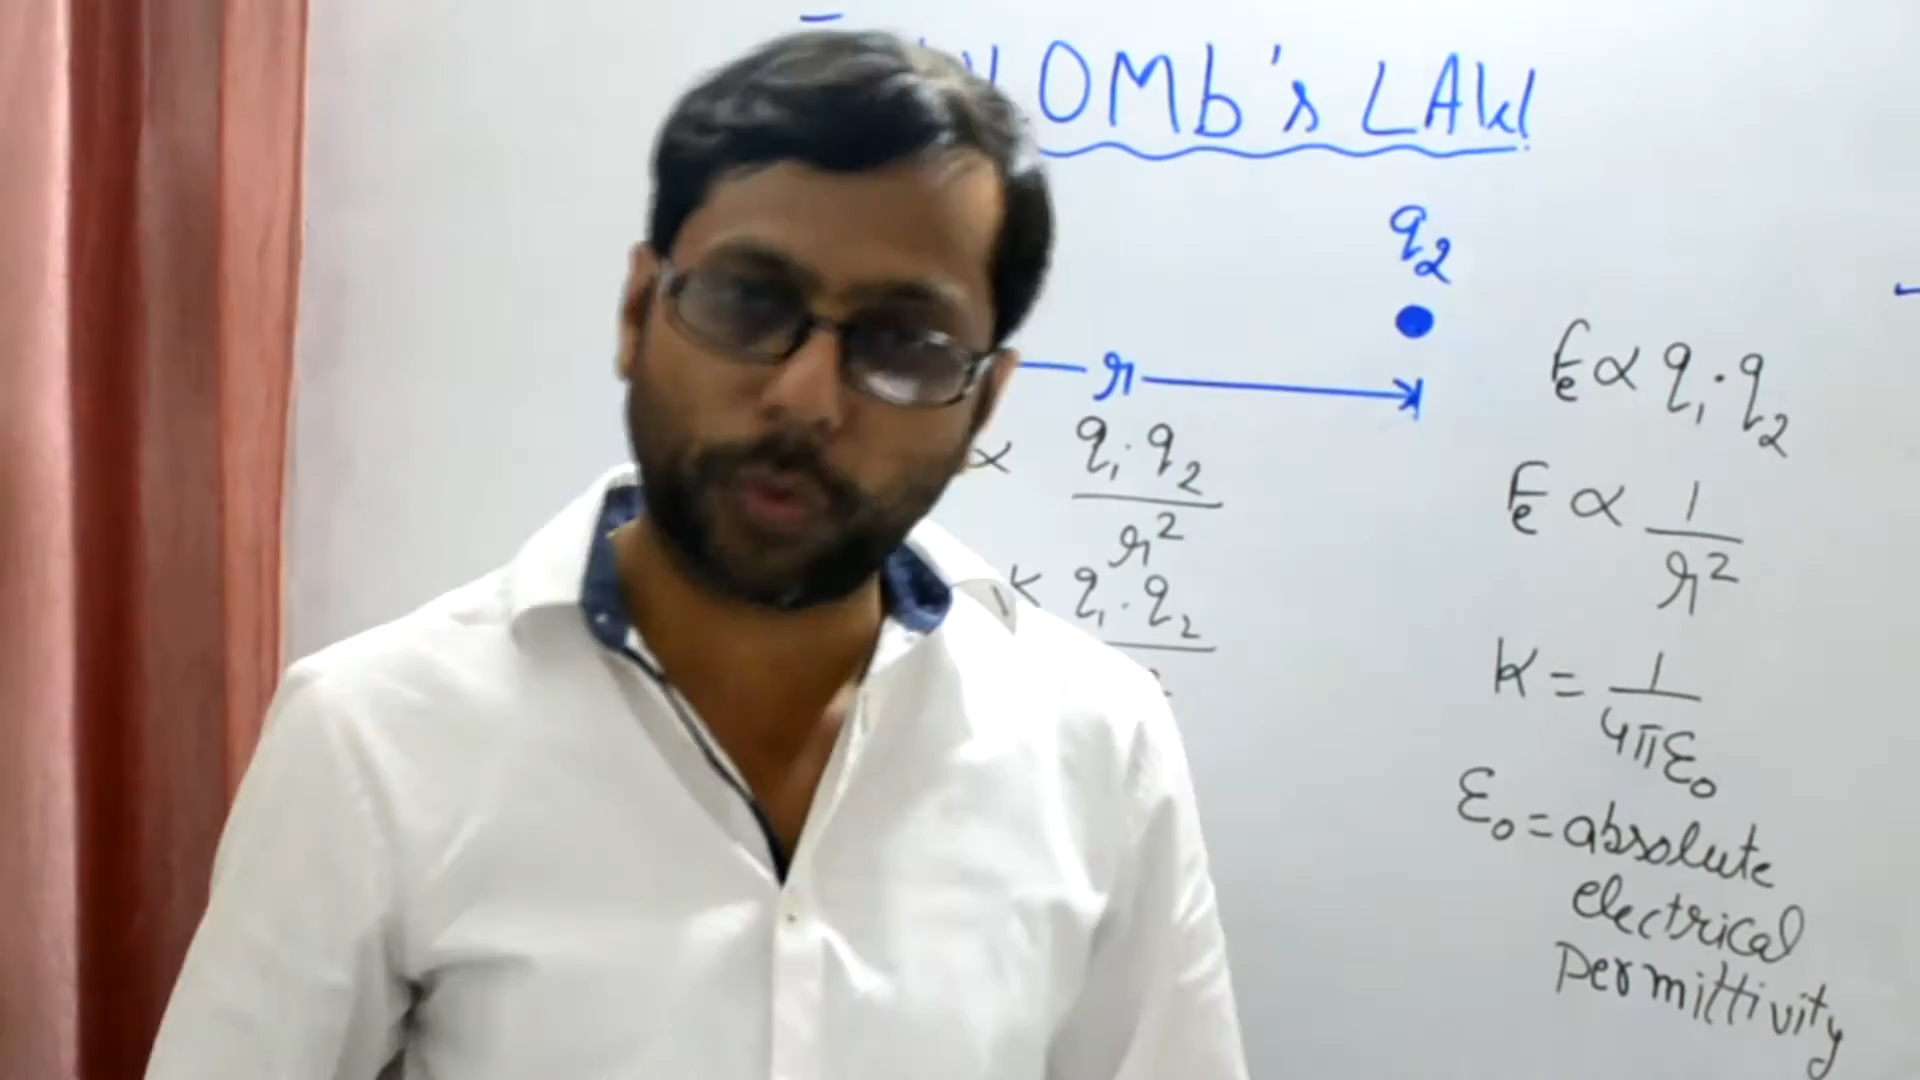 OMb's LAW
q₂
r
∝ q₁·q₂ / r²
K q₁·q₂
Fe ∝ q₁·q₂
Fe ∝ 1 / r²
K = 1 / 4πε₀
ε₀ = absolute
electrical
Permittivity